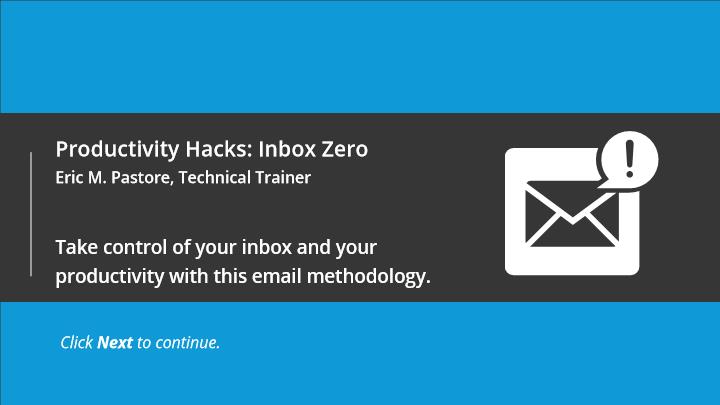 Productivity Hacks: Inbox Zero
Eric M. Pastore, Technical Trainer
Take control of your inbox and your
productivity with this email methodology.
Click Next to continue.